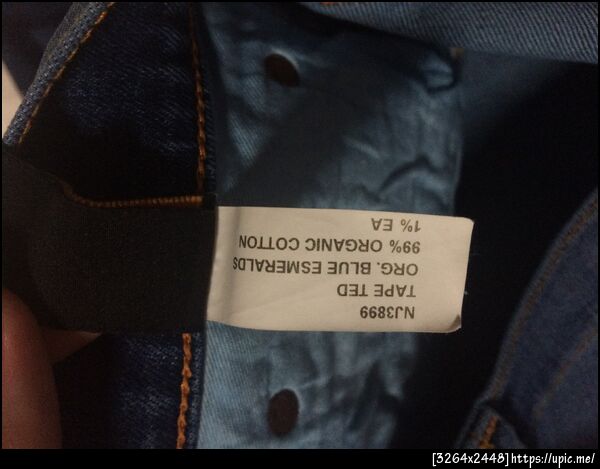 NJ3899
TAPE TED
ORG. BLUE ESMERALDS
99% ORGANIC COTTON
1% EA
[3264x2448]https://upic.me/